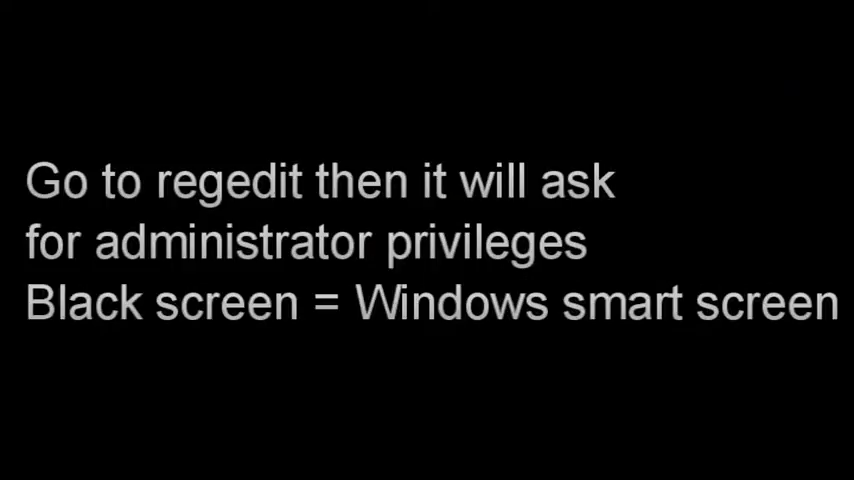 Go to regedit then it will ask
for administrator privileges
Black screen = Windows smart screen